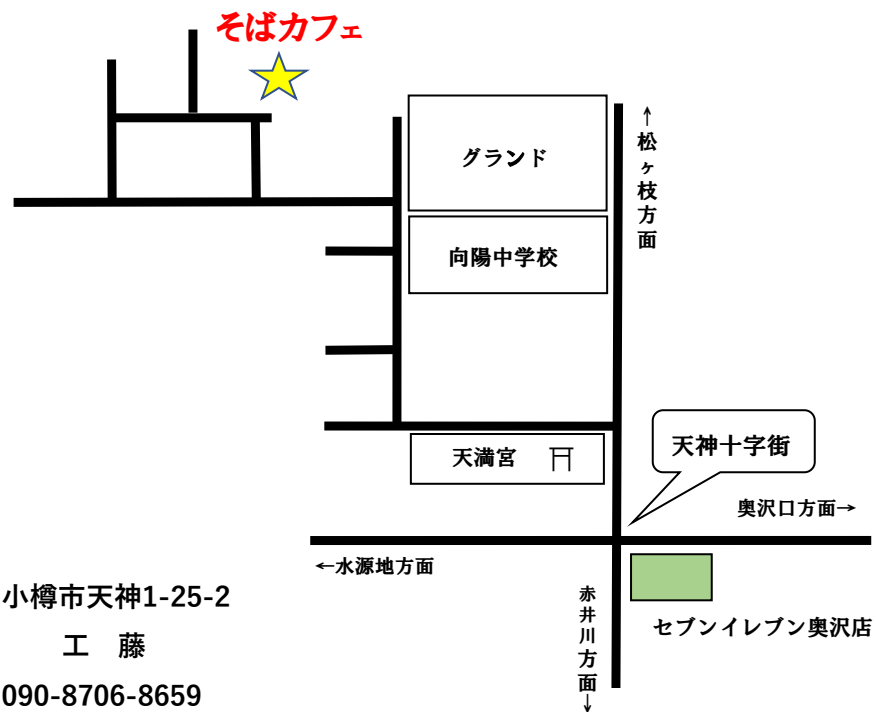 そばカフェ
グランド
↑松ヶ枝方面
向陽中学校
天満宮
天神十字街
奥沢口方面→
←水源地方面
赤井川方面→
セブンイレブン奥沢店
小樽市天神1-25-2
工 藤
090-8706-8659